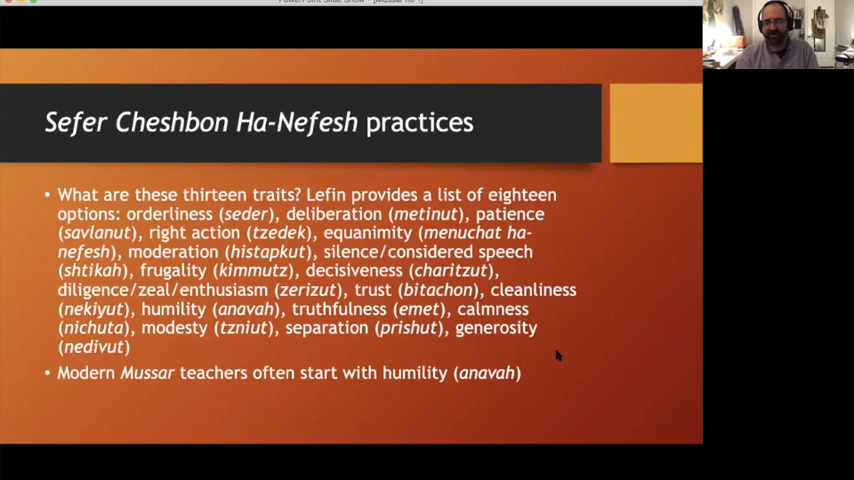 PowerPoint Slide Show - [Mussar no 1]
Sefer Cheshbon Ha-Nefesh practices
• What are these thirteen traits? Lefin provides a list of eighteen
options: orderliness (seder), deliberation (metinut), patience
(savlanut), right action (tzedek), equanimity (menuchat ha-
nefesh), moderation (histapkut), silence/considered speech
(shtikah), frugality (kimmutz), decisiveness (charitzut),
diligence/zeal/enthusiasm (zerizut), trust (bitachon), cleanliness
(nekiyut), humility (anavah), truthfulness (emet), calmness
(nichuta), modesty (tzniut), separation (prishut), generosity
(nedivut)
• Modern Mussar teachers often start with humility (anavah)